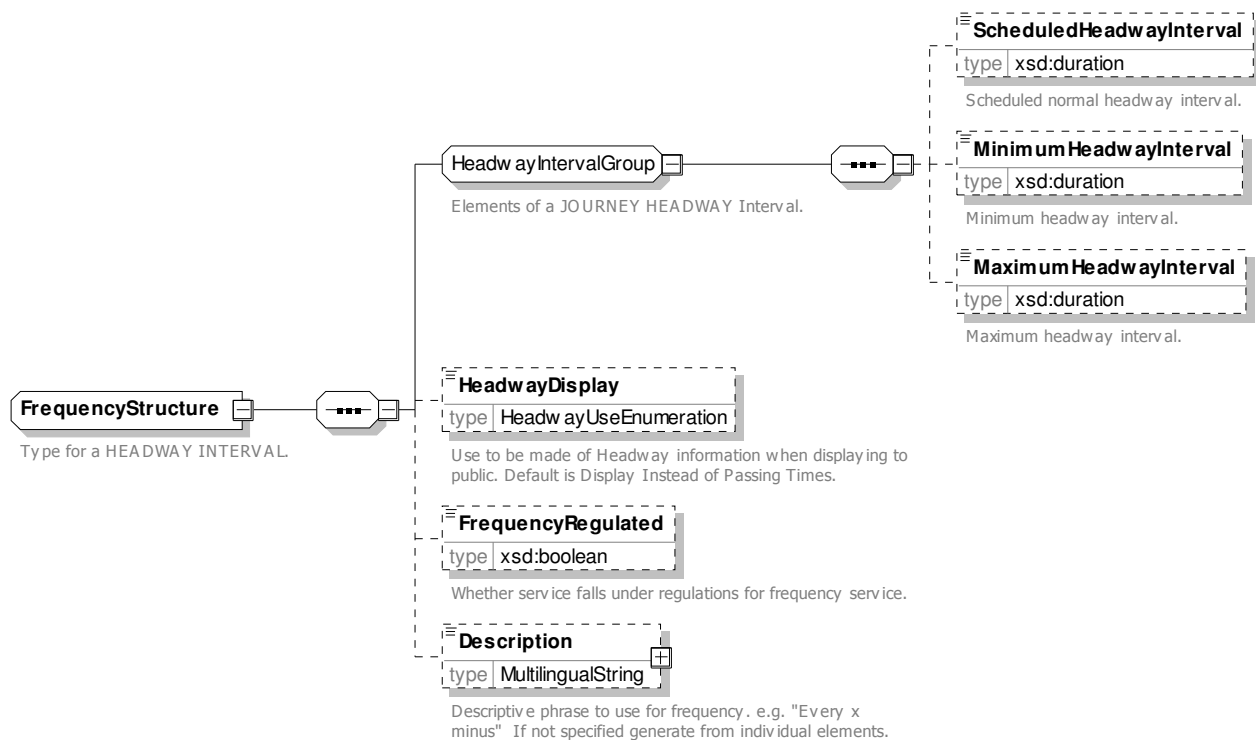 ScheduledHeadwayInterval
type xsd:duration
Scheduled normal headway interval.
HeadwayIntervalGroup
Elements of a JOURNEY HEADWAY Interval.
MinimumHeadwayInterval
type xsd:duration
Minimum headway interval.
MaximumHeadwayInterval
type xsd:duration
Maximum headway interval.
FrequencyStructure
Type for a HEADWAY INTERVAL.
HeadwayDisplay
type HeadwayUseEnumeration
Use to be made of Headway information when displaying to
public. Default is Display Instead of Passing Times.
FrequencyRegulated
type xsd:boolean
Whether service falls under regulations for frequency service.
Description
type MultilingualString
Descriptive phrase to use for frequency. e.g. "Every x
minus" If not specified generate from individual elements.